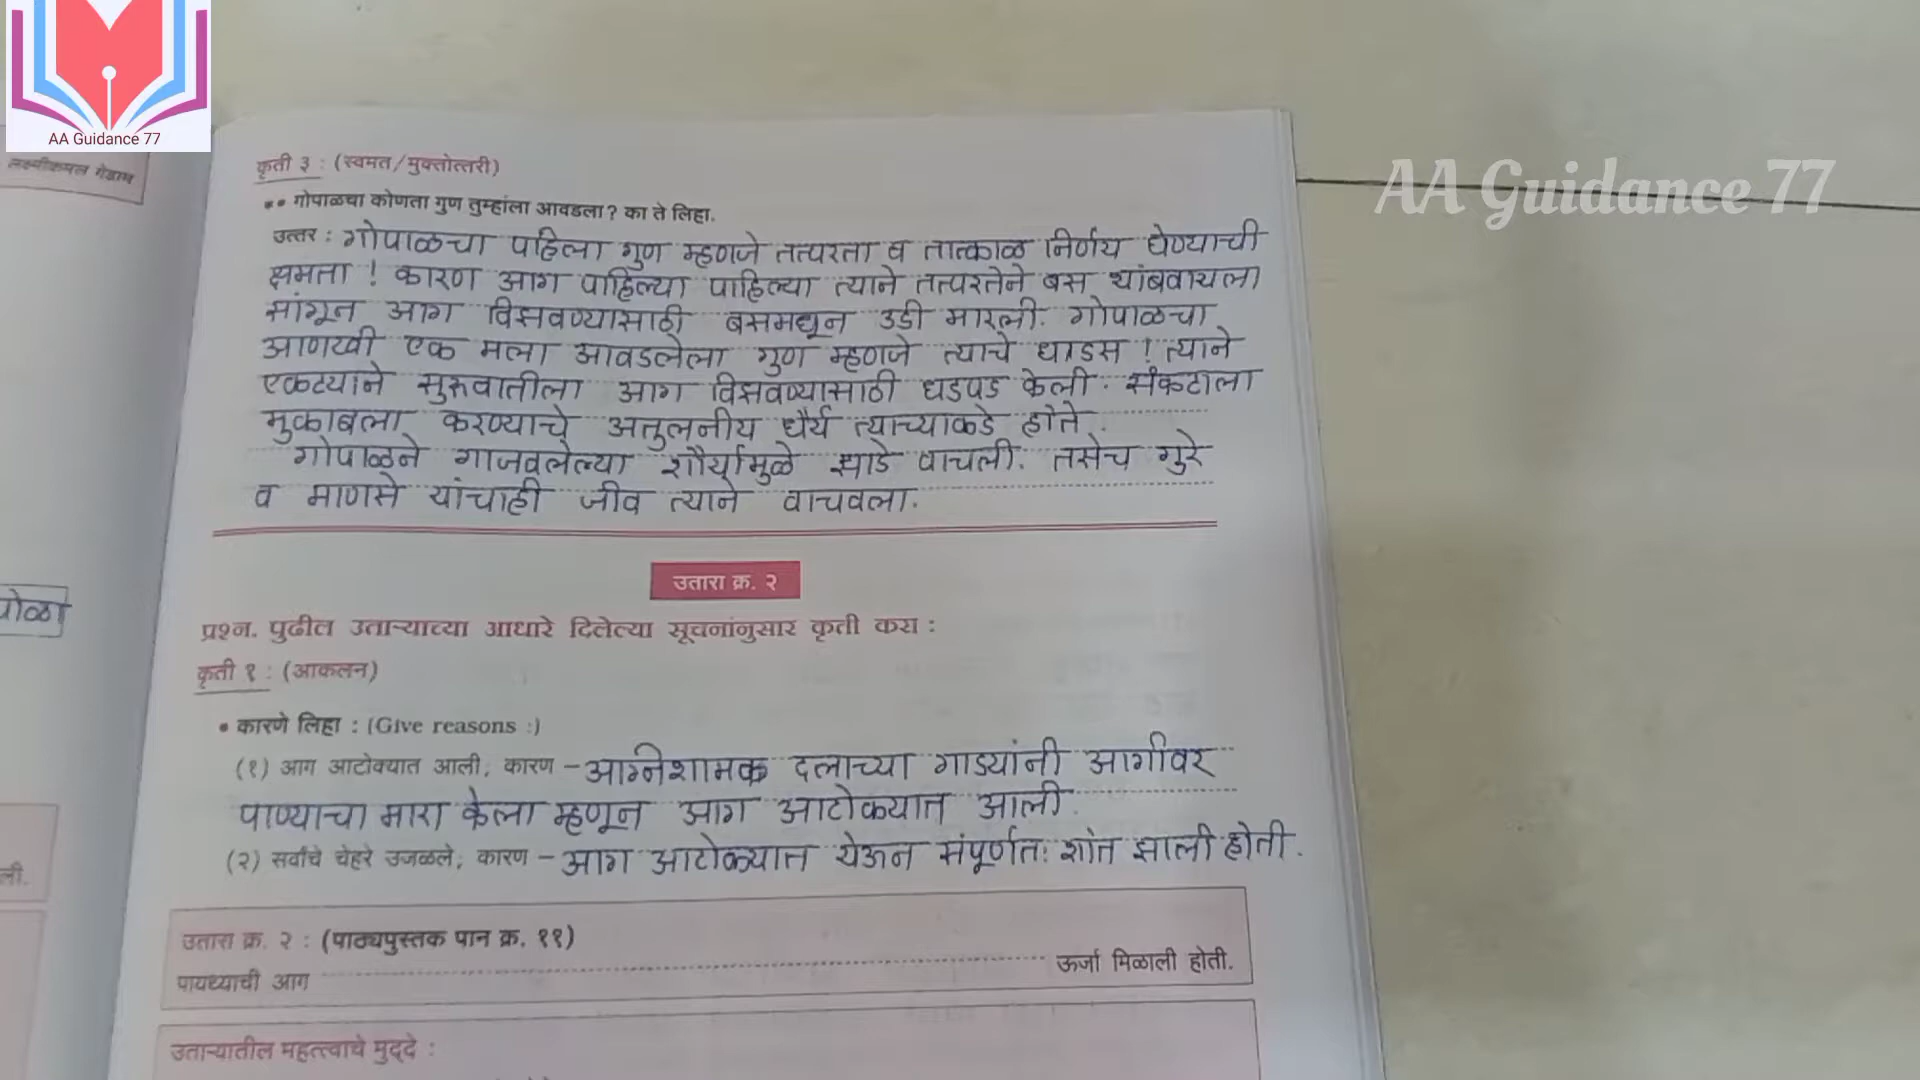 AA Guidance 77
AA Guidance 77
लक्ष्मीकमल गेडाम
कृती ३ : (स्वमत/मुक्तोत्तरी)
•• गोपाळचा कोणता गुण तुम्हांला आवडला? का ते लिहा.
उत्तर : गोपाळचा पहिला गुण म्हणजे तत्परता व तात्काळ निर्णय घेण्याची
क्षमता ! कारण आग पाहिल्या पाहिल्या त्याने तत्परतेने बस थांबवायला
सांगून आग विझवण्यासाठी बसमधून उडी मारली. गोपाळचा
आणखी एक मला आवडलेला गुण म्हणजे त्याचे धाडस ! त्याने
एकट्याने सुरुवातीला आग विझवण्यासाठी धडपड केली. संकटाला
मुकाबला करण्याचे अतुलनीय धैर्य त्याच्याकडे होते.
गोपाळने गाजवलेल्या शौर्यामुळे झाडे वाचली. तसेच गुरे
व माणसे यांचाही जीव त्याने वाचवला.
उतारा क्र. २
प्रश्न. पुढील उताऱ्याच्या आधारे दिलेल्या सूचनांनुसार कृती करा :
कृती १ : (आकलन)
• कारणे लिहा : (Give reasons :)
(१) आग आटोक्यात आली; कारण – अग्निशामक दलाच्या गाड्यांनी आगीवर
पाण्याचा मारा केला म्हणून आग आटोक्यात आली.
(२) सर्वांचे चेहरे उजळले; कारण – आग आटोक्यात येऊन संपूर्णतः शांत झाली होती.
ली.
उतारा क्र. २ : (पाठ्यपुस्तक पान क्र. ११)
पायथ्याची आग ऊर्जा मिळाली होती.
उताऱ्यातील महत्त्वाचे मुद्दे :